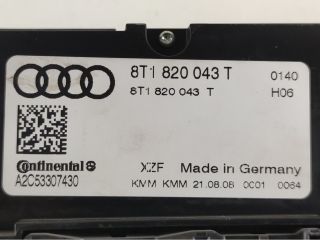 8T1 820 043 T 0140
8T1 820 043 T H06
Continental
A2C53307430
XZF Made in Germany
KMM KMM 21.08.08 0001 0064